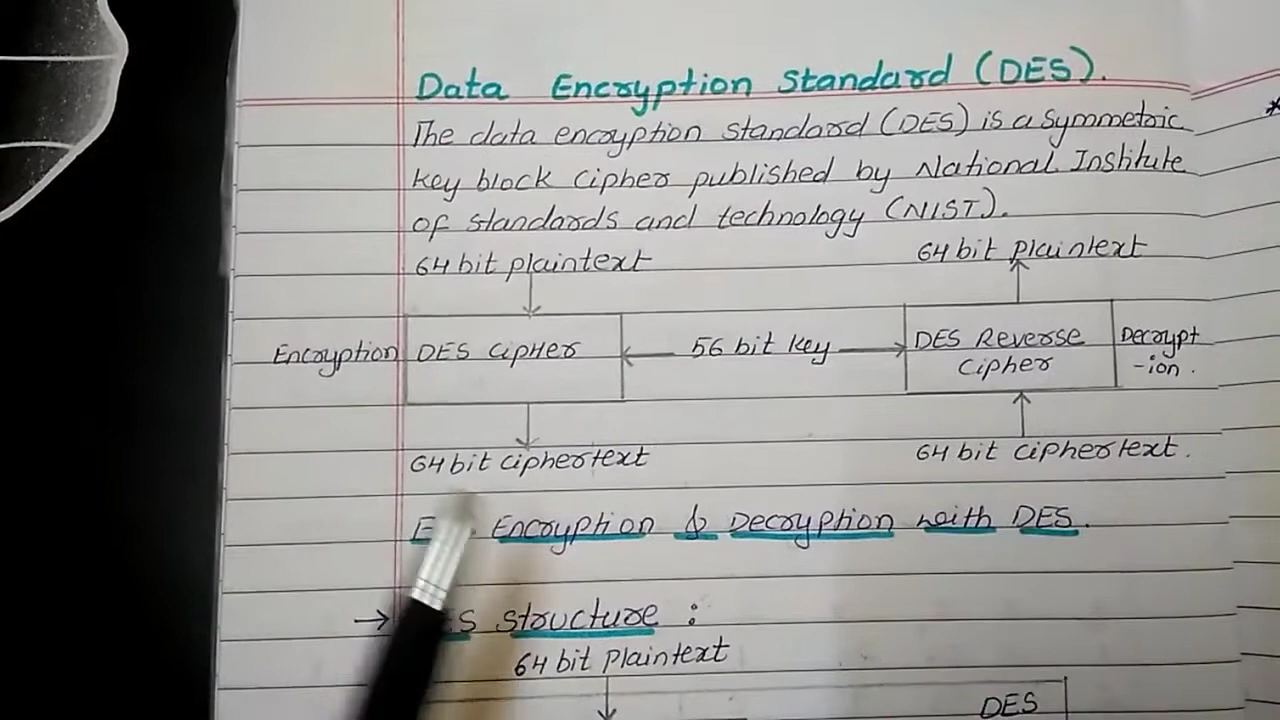 Data Encryption Standard (DES).
The data encryption standard (DES) is a symmetric
key block cipher published by National Institute
of standards and technology (NIST).
64 bit plaintext 64 bit plaintext
Encryption DES CIPHER 56 bit key DES Reverse Cipher Decrypt-ion.
64 bit ciphertext 64 bit ciphertext.
Encryption & Decryption with DES.
→ structure :
64 bit plaintext
DES